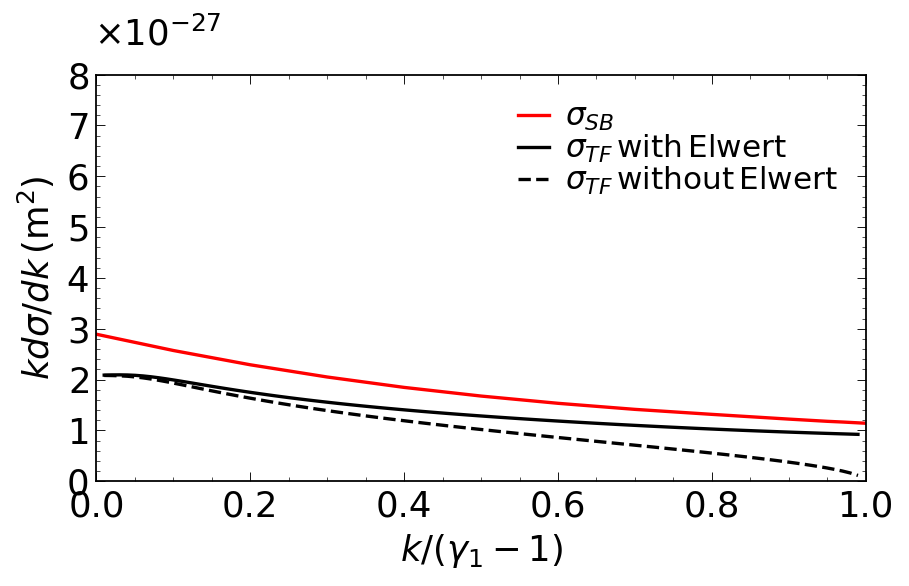 ×10⁻²⁷
8
7
6
5
4
3
2
1
0
kdσ/dk (m²)
σ_SB
σ_TF with Elwert
σ_TF without Elwert
0.0 0.2 0.4 0.6 0.8 1.0
k/(γ₁ − 1)